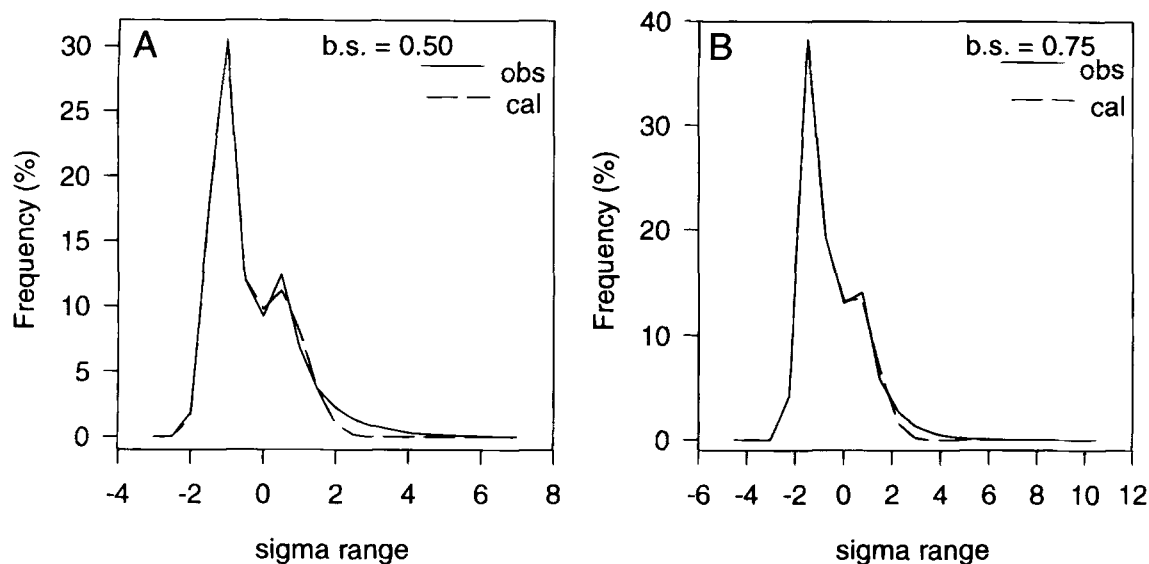 A
b.s. = 0.50
obs
cal
30
25
20
15
10
5
0
Frequency (%)
-4 -2 0 2 4 6 8
sigma range
B
b.s. = 0.75
obs
cal
40
30
20
10
0
Frequency (%)
-6 -4 -2 0 2 4 6 8 10 12
sigma range